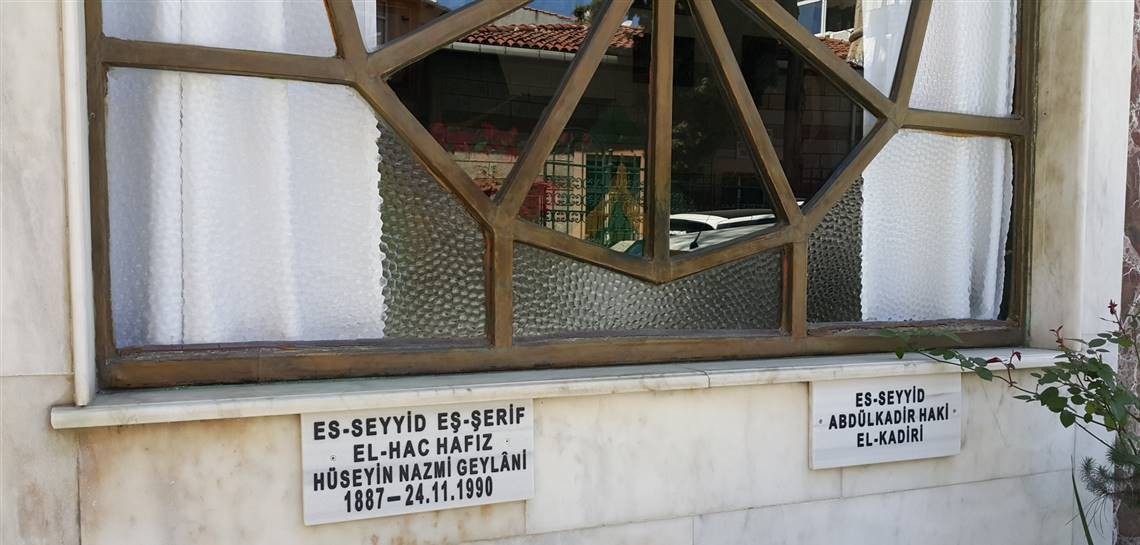 ES-SEYYİD EŞ-ŞERİF
EL-HAC HAFIZ
HÜSEYİN NAZMİ GEYLÂNİ
1887-24.11.1990
ES-SEYYİD
ABDÜLKADİR HAKİ
EL-KADİRİ